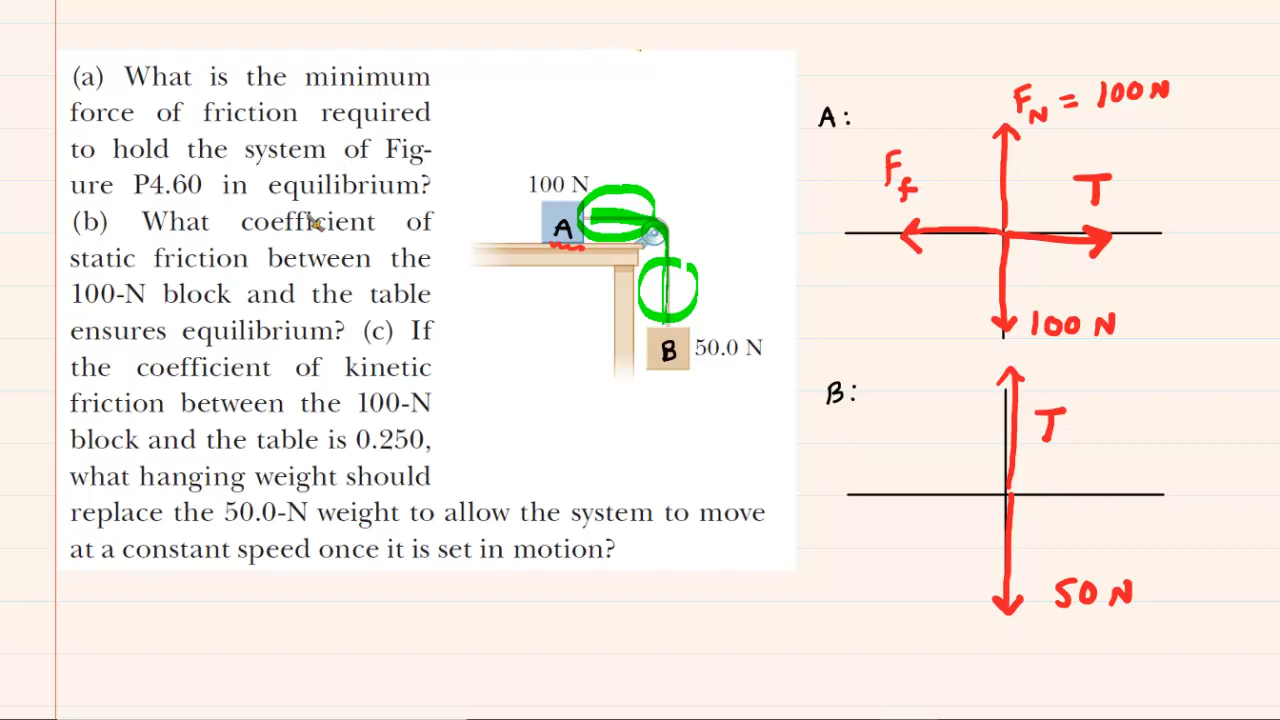 (a) What is the minimum
force of friction required
to hold the system of Fig-
ure P4.60 in equilibrium?
(b) What coefficient of
static friction between the
100-N block and the table
ensures equilibrium? (c) If
the coefficient of kinetic
friction between the 100-N
block and the table is 0.250,
what hanging weight should
replace the 50.0-N weight to allow the system to move
at a constant speed once it is set in motion?
100 N
A
B
50.0 N
A:
F_N = 100N
F_f
T
100 N
B:
T
50 N